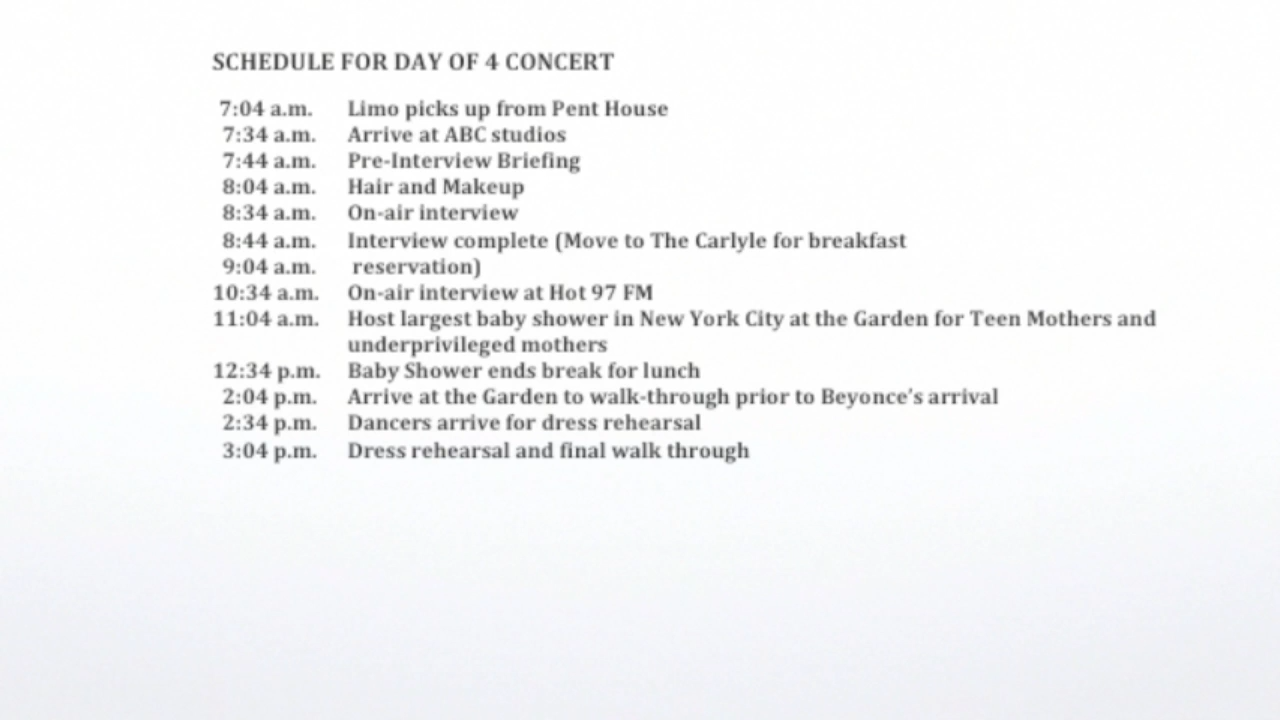 SCHEDULE FOR DAY OF 4 CONCERT
7:04 a.m. Limo picks up from Pent House
7:34 a.m. Arrive at ABC studios
7:44 a.m. Pre-Interview Briefing
8:04 a.m. Hair and Makeup
8:34 a.m. On-air interview
8:44 a.m. Interview complete (Move to The Carlyle for breakfast
9:04 a.m. reservation)
10:34 a.m. On-air interview at Hot 97 FM
11:04 a.m. Host largest baby shower in New York City at the Garden for Teen Mothers and
underprivileged mothers
12:34 p.m. Baby Shower ends break for lunch
2:04 p.m. Arrive at the Garden to walk-through prior to Beyonce's arrival
2:34 p.m. Dancers arrive for dress rehearsal
3:04 p.m. Dress rehearsal and final walk through